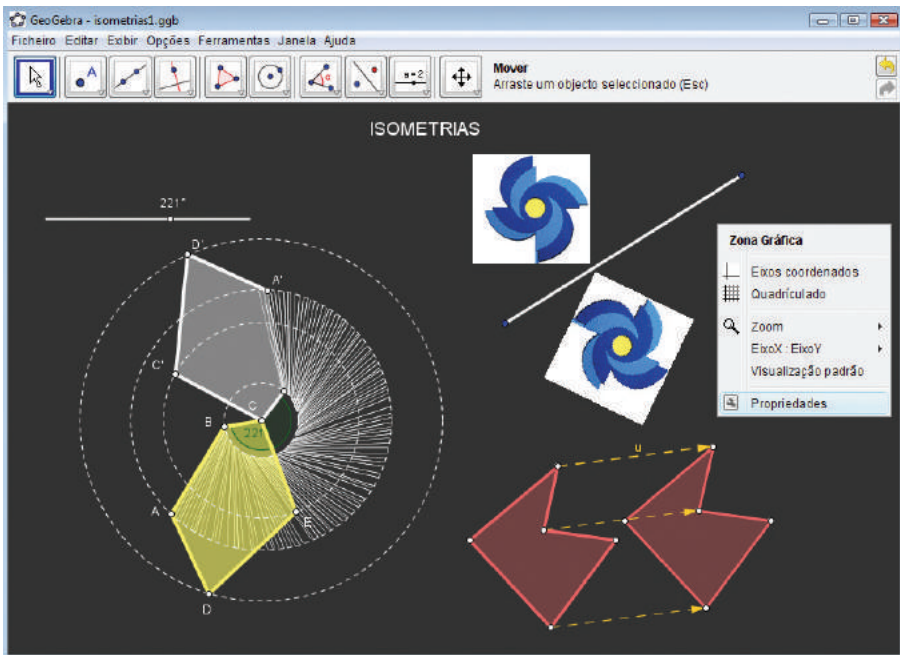 GeoGebra - isometrias1.ggb
Ficheiro Editar Exibir Opções Ferramentas Janela Ajuda
A
α
a=2
Mover
Arraste um objecto seleccionado (Esc)
ISOMETRIAS
221°
D'
A'
C'
B
C
221
A
E
D
u
Zona Gráfica
Eixos coordenados
Quadrículado
Zoom
EixoX : EixoY
Visualização padrão
Propriedades